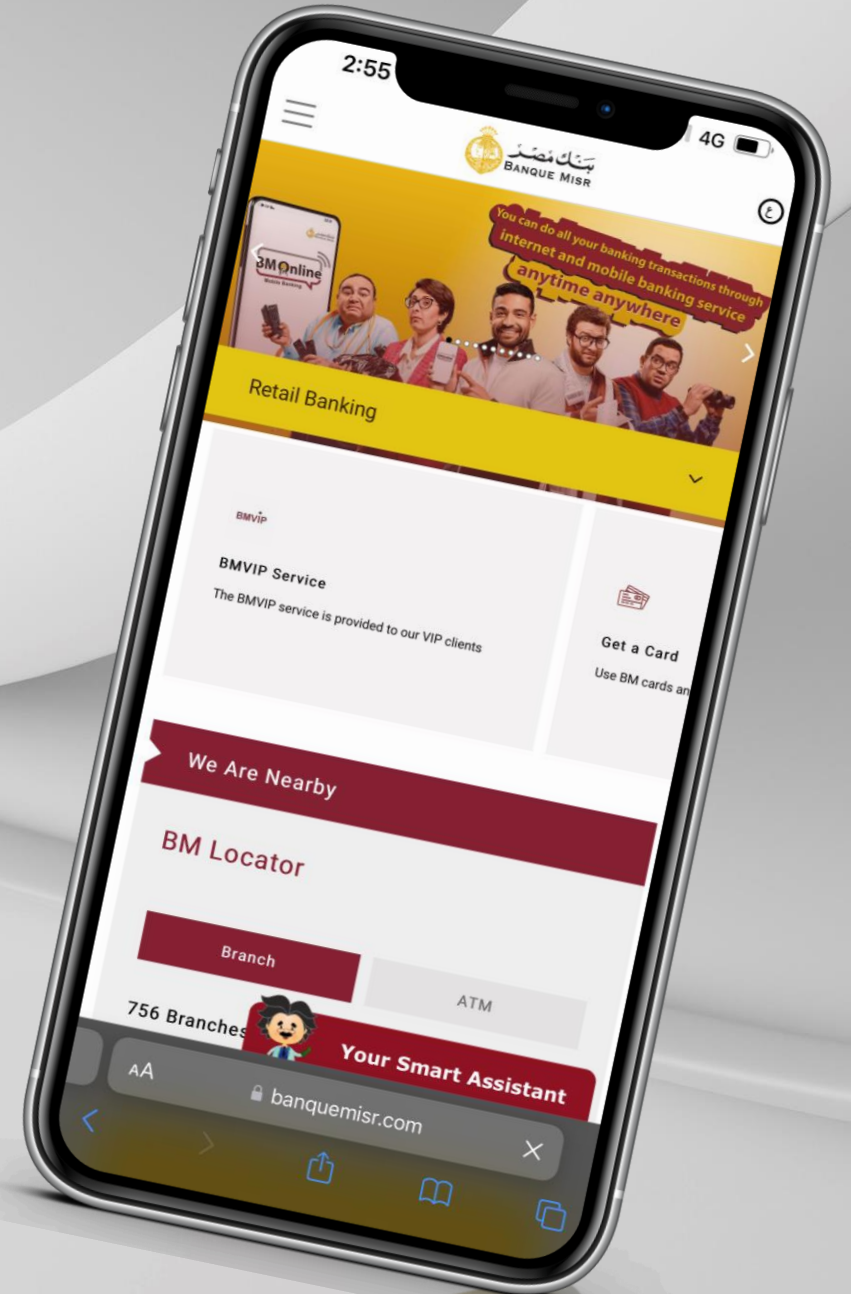 2:55
4G
بنك مصر
BANQUE MISR
ع
BM Online
Mobile Banking
You can do all your banking transactions through
internet and mobile banking service
anytime anywhere
Retail Banking
BMVIP
BMVIP Service
The BMVIP service is provided to our VIP clients
Get a Card
Use BM cards an
We Are Nearby
BM Locator
Branch
ATM
756 Branches
Your Smart Assistant
AA
banquemisr.com